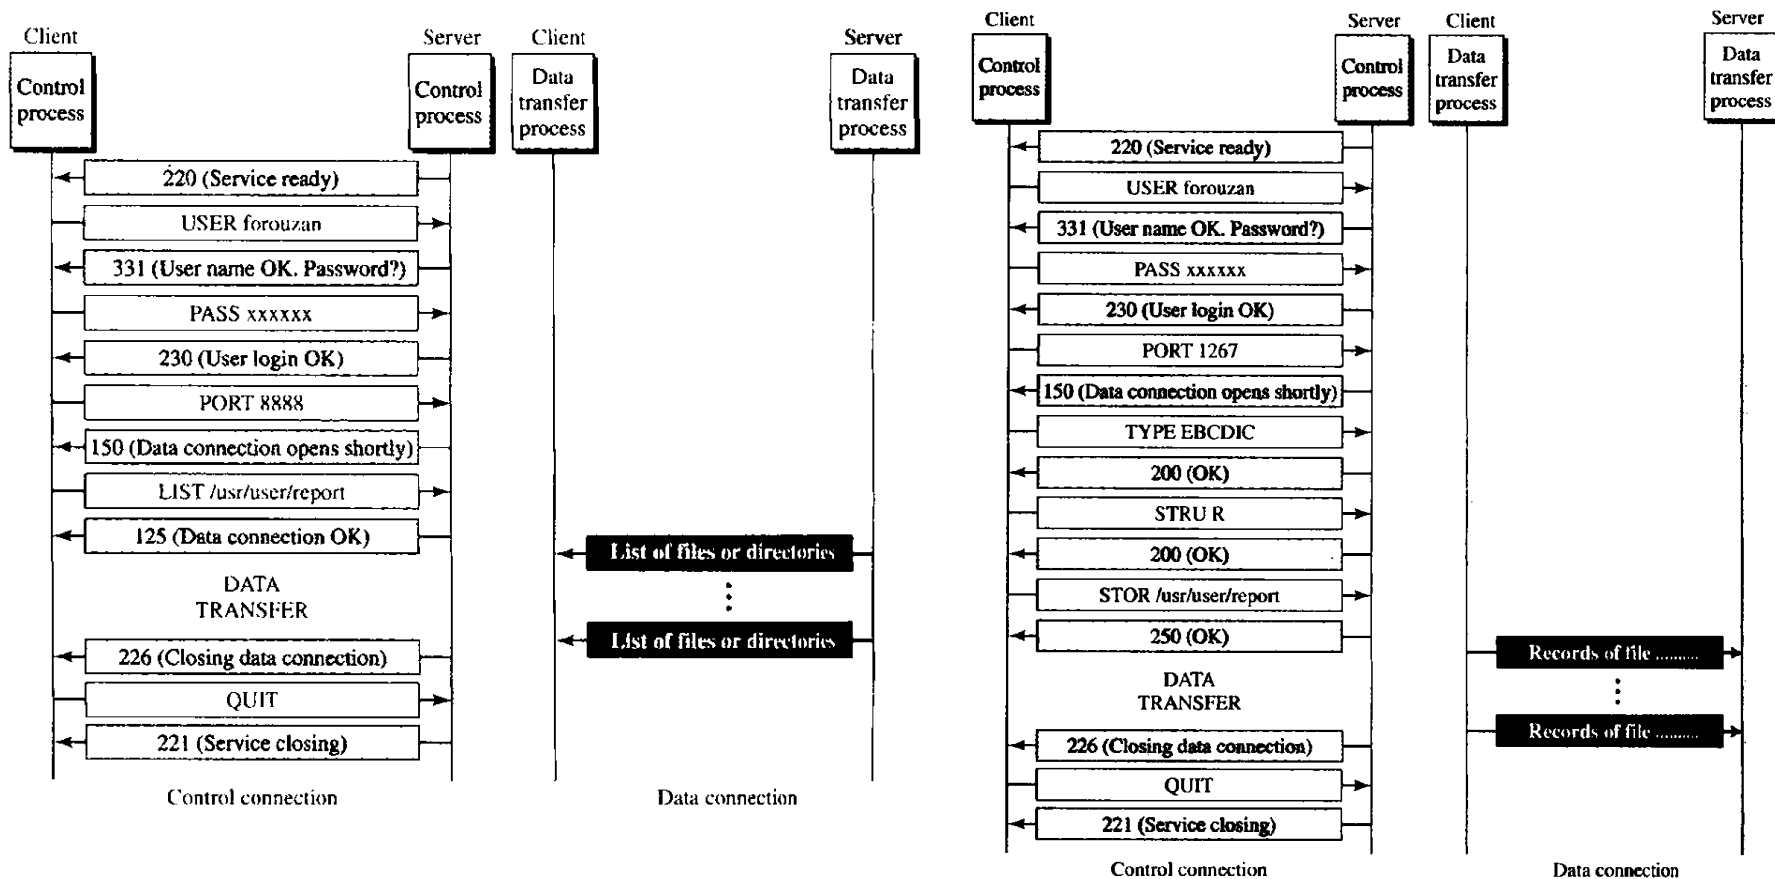 Client
Server
Client
Server
Control
process
Control
process
Data
transfer
process
Data
transfer
process
220 (Service ready)
USER forouzan
331 (User name OK. Password?)
PASS xxxxxx
230 (User login OK)
PORT 8888
150 (Data connection opens shortly)
LIST /usr/user/report
125 (Data connection OK)
DATA
TRANSFER
List of files or directories
List of files or directories
226 (Closing data connection)
QUIT
221 (Service closing)
Control connection
Data connection
Client
Server
Client
Server
Control
process
Control
process
Data
transfer
process
Data
transfer
process
220 (Service ready)
USER forouzan
331 (User name OK. Password?)
PASS xxxxxx
230 (User login OK)
PORT 1267
150 (Data connection opens shortly)
TYPE EBCDIC
200 (OK)
STRU R
200 (OK)
STOR /usr/user/report
250 (OK)
DATA
TRANSFER
Records of file ..........
Records of file ..........
226 (Closing data connection)
QUIT
221 (Service closing)
Control connection
Data connection